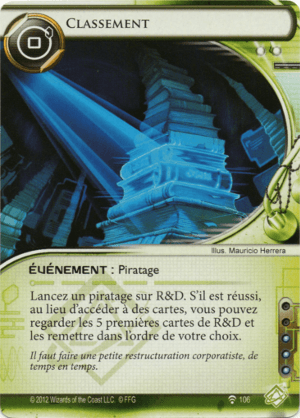 Classement
0
Illus. Mauricio Herrera
ÉVÉNEMENT : Piratage
Lancez un piratage sur R&D. S'il est réussi,
au lieu d'accéder à des cartes, vous pouvez
regarder les 5 premières cartes de R&D et
les remettre dans l'ordre de votre choix.
Il faut faire une petite restructuration corporatiste, de
temps en temps.
© 2012 Wizards of the Coast LLC. © FFG
106